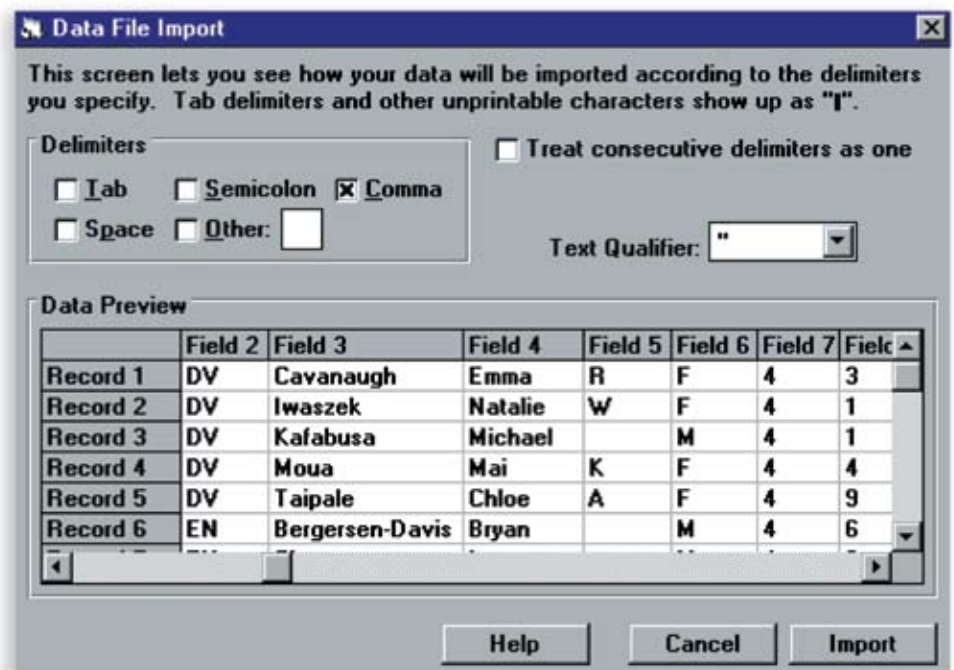 Data File Import
This screen lets you see how your data will be imported according to the delimiters
you specify. Tab delimiters and other unprintable characters show up as "|".
Delimiters
Treat consecutive delimiters as one
Tab Semicolon Comma
Space Other:
Text Qualifier: "
Data Preview
Field 2 Field 3 Field 4 Field 5 Field 6 Field 7 Field
Record 1 DV Cavanaugh Emma R F 4 3
Record 2 DV Iwaszek Natalie W F 4 1
Record 3 DV Kafabusa Michael M 4 1
Record 4 DV Moua Mai K F 4 4
Record 5 DV Taipale Chloe A F 4 9
Record 6 EN Bergersen-Davis Bryan M 4 6
Help Cancel Import